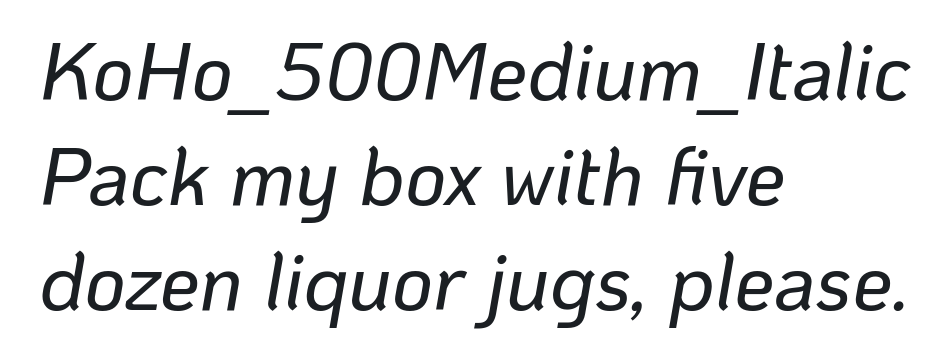 KoHo_500Medium_Italic
Pack my box with five
dozen liquor jugs, please.